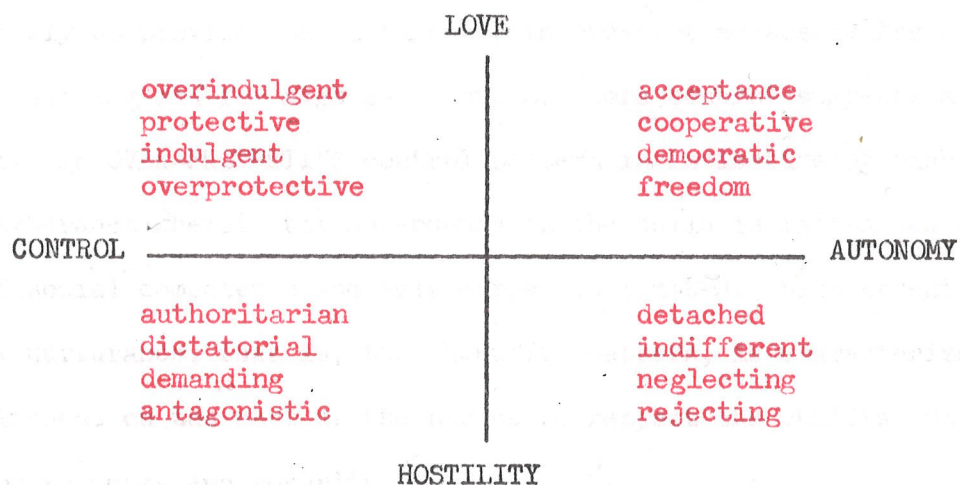 LOVE
overindulgent
protective
indulgent
overprotective
acceptance
cooperative
democratic
freedom
CONTROL
AUTONOMY
authoritarian
dictatorial
demanding
antagonistic
detached
indifferent
neglecting
rejecting
HOSTILITY